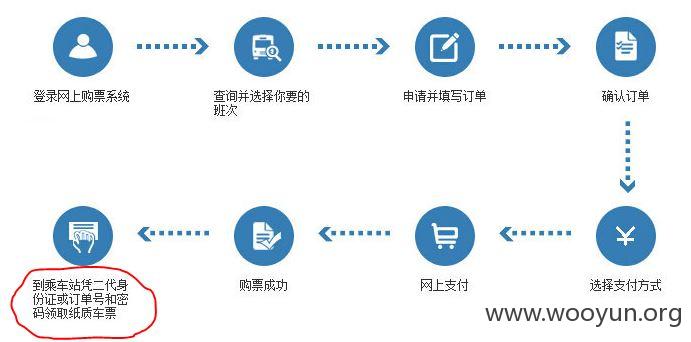 登录网上购票系统
查询并选择你要的
班次
申请并填写订单
确认订单
¥
选择支付方式
网上支付
购票成功
到乘车站凭二代身
份证或订单号和密
码领取纸质车票
www.wooyun.org